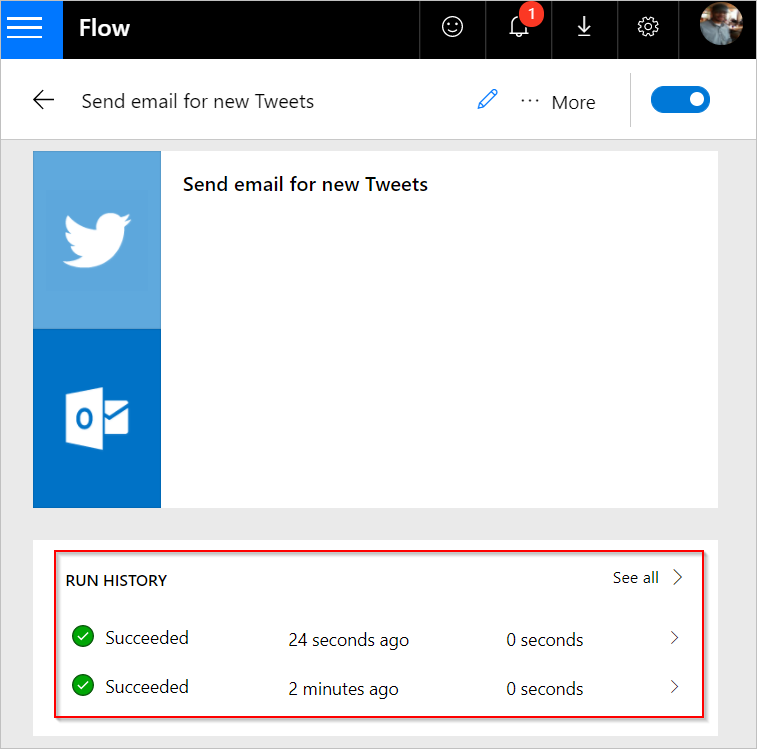 Flow
1
Send email for new Tweets
... More
Send email for new Tweets
RUN HISTORY
See all
Succeeded 24 seconds ago 0 seconds
Succeeded 2 minutes ago 0 seconds